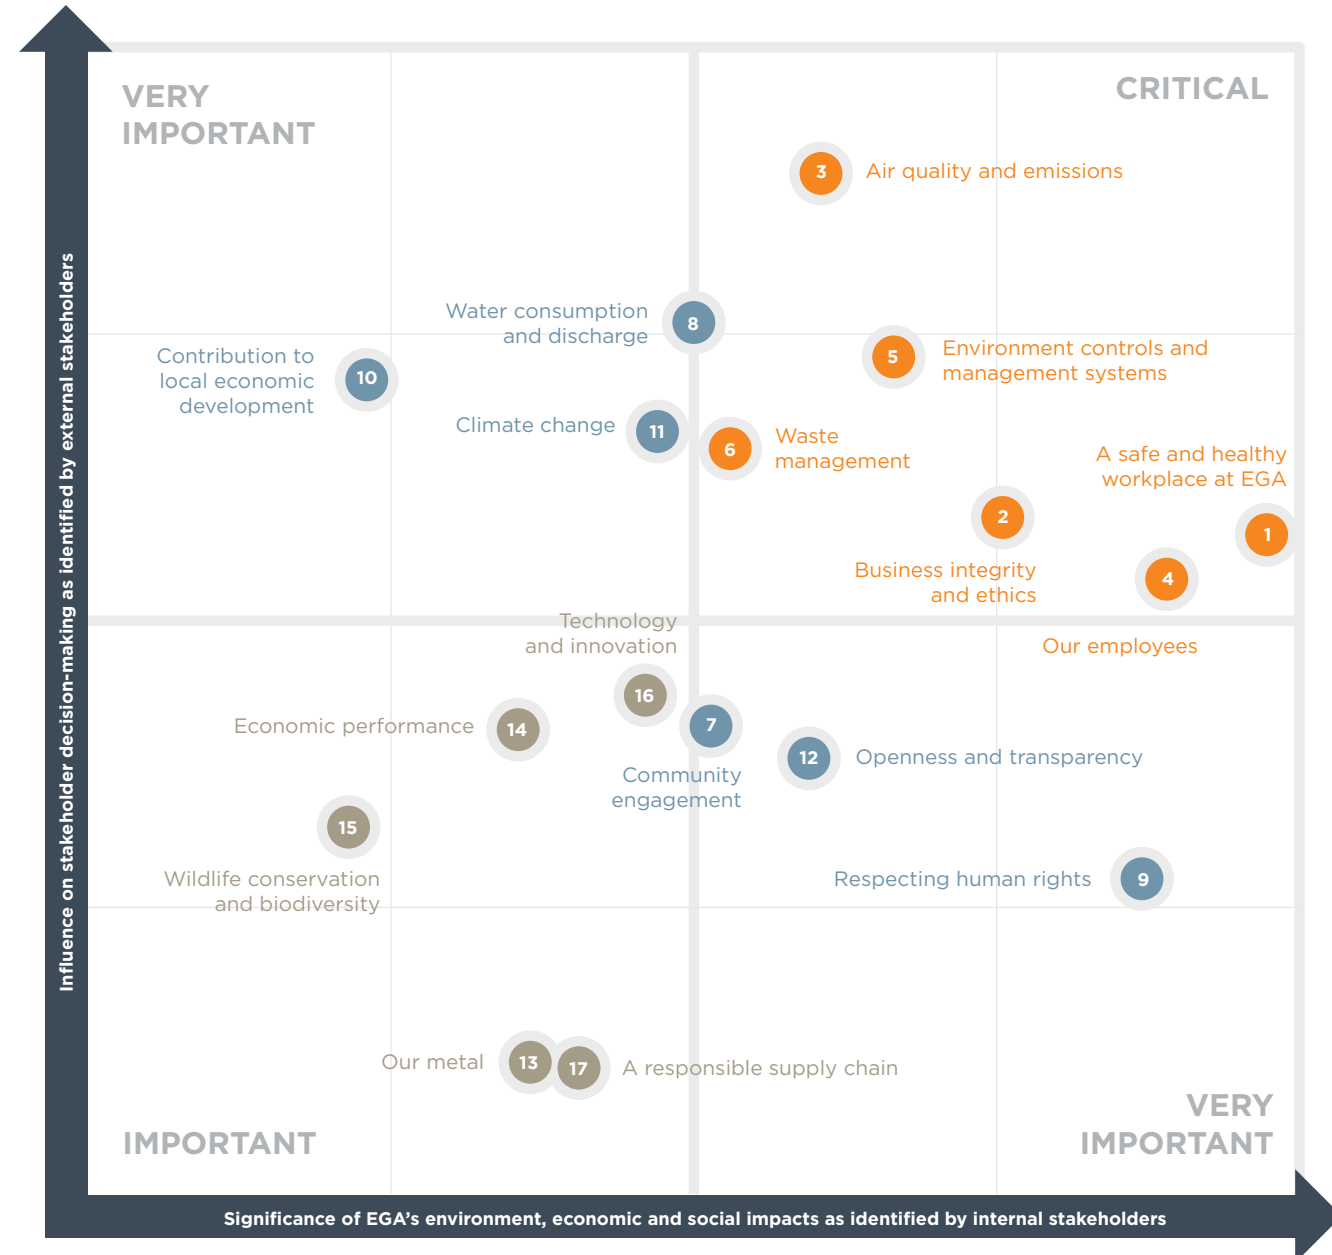 VERY
IMPORTANT
CRITICAL
3
Air quality and emissions
Water consumption
and discharge
8
Contribution to
local economic
development
10
5
Environment controls and
management systems
Climate change
11
6
Waste
management
A safe and healthy
workplace at EGA
1
2
Business integrity
and ethics
4
Our employees
Influence on stakeholder decision-making as identified by external stakeholders
Technology
and innovation
16
Economic performance
14
7
Community
engagement
12
Openness and transparency
15
Wildlife conservation
and biodiversity
Respecting human rights
9
Our metal
13
17
A responsible supply chain
IMPORTANT
VERY
IMPORTANT
Significance of EGA's environment, economic and social impacts as identified by internal stakeholders